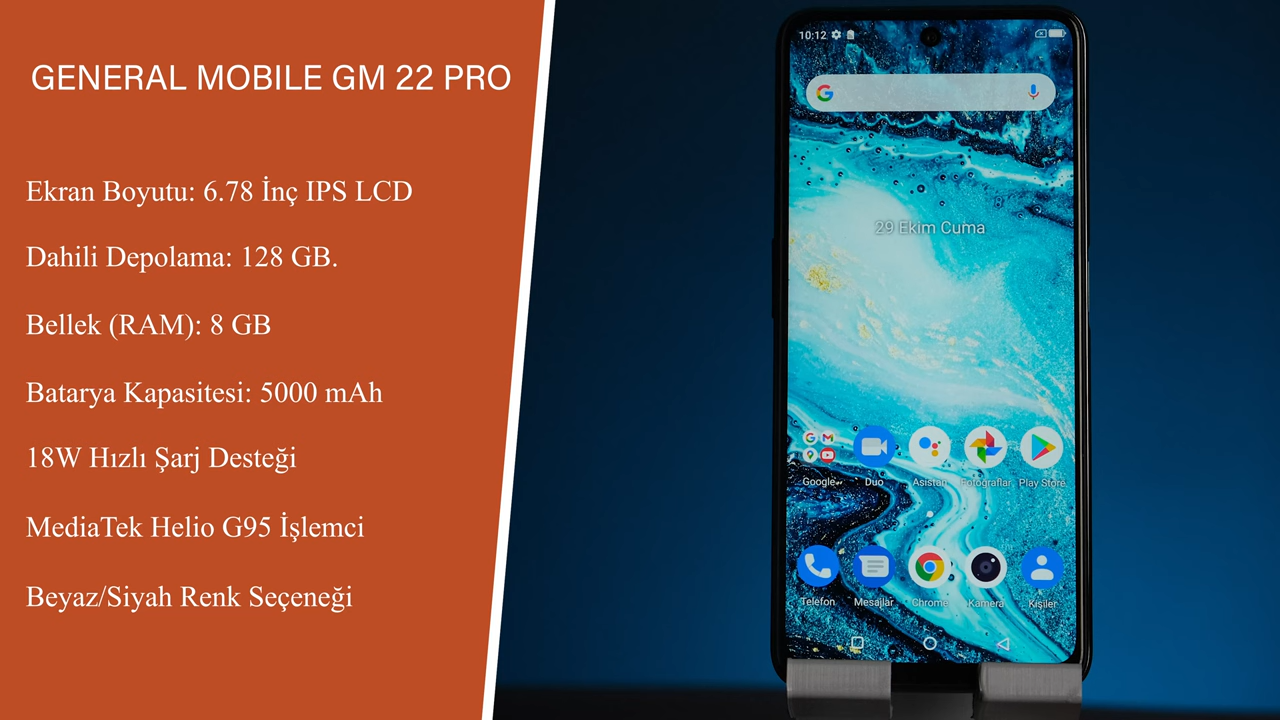 GENERAL MOBILE GM 22 PRO
Ekran Boyutu: 6.78 İnç IPS LCD
Dahili Depolama: 128 GB.
Bellek (RAM): 8 GB
Batarya Kapasitesi: 5000 mAh
18W Hızlı Şarj Desteği
MediaTek Helio G95 İşlemci
Beyaz/Siyah Renk Seçeneği
10:12
29 Ekim Cuma
Google Duo Asistan Fotoğraflar Play Store
Telefon Mesajlar Chrome Kamera Kişiler